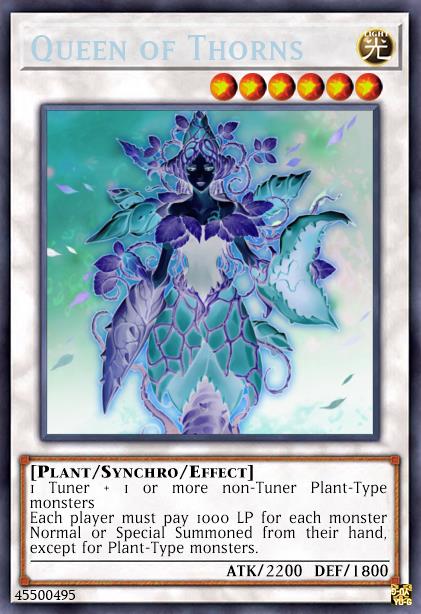 Queen of Thorns
LIGHT
光
[Plant/Synchro/Effect]
1 Tuner + 1 or more non-Tuner Plant-Type
monsters
Each player must pay 1000 LP for each monster
Normal or Special Summoned from their hand,
except for Plant-Type monsters.
ATK/2200 DEF/1800
45500495